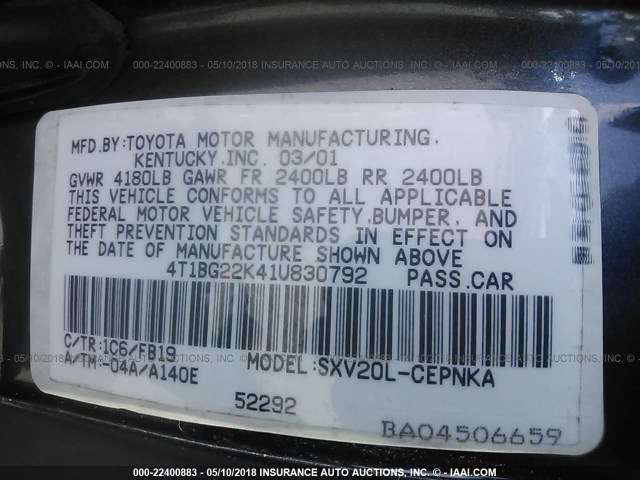 000-22400883 - 05/10/2018 INSURANCE AUTO AUCTIONS, INC. - IAAI.COM
MFD.BY:TOYOTA MOTOR MANUFACTURING,
KENTUCKY,INC. 03/01
GVWR 4180LB GAWR FR 2400LB RR 2400LB
THIS VEHICLE CONFORMS TO ALL APPLICABLE
FEDERAL MOTOR VEHICLE SAFETY,BUMPER, AND
THEFT PREVENTION STANDARDS IN EFFECT ON
THE DATE OF MANUFACTURE SHOWN ABOVE
4T1BG22K41U830792 PASS.CAR
C/TR:1C6/FB19
A/TM:-04A/A140E
MODEL:SXV20L-CEPNKA
52292
BA04506659
000-22400883 - 05/10/2018 INSURANCE AUTO AUCTIONS, INC. - IAAI.COM